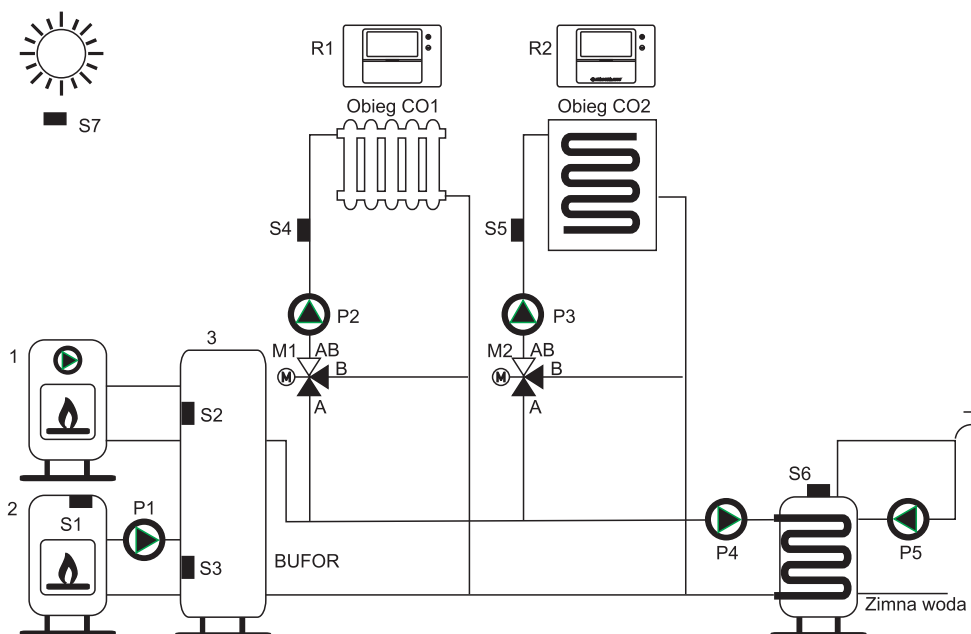 R1
R2
Obieg CO1
Obieg CO2
S7
S4
S5
P2
P3
3
M1
AB
M2
AB
1
M
B
M
B
A
A
S2
S6
2
S1
P1
S3
BUFOR
P4
P5
Zimna woda